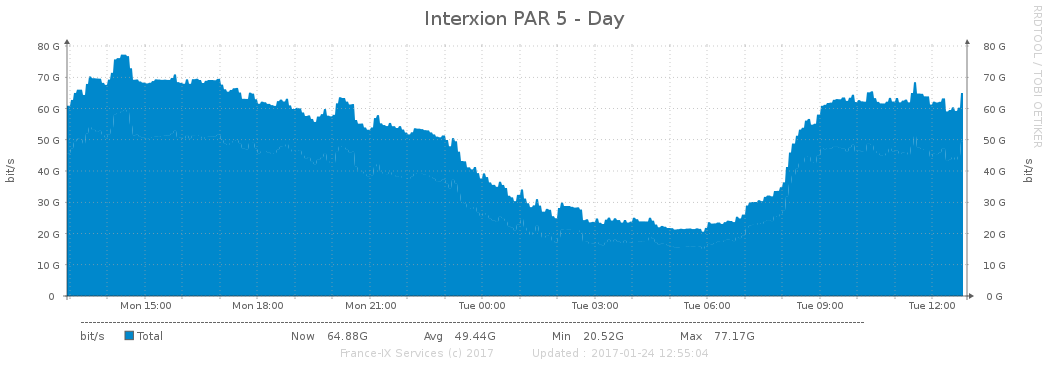 Interxion PAR 5 - Day
RRDTOOL / TOBI OETIKER
80 G 80 G
70 G 70 G
60 G 60 G
50 G 50 G
40 G 40 G
30 G 30 G
20 G 20 G
10 G 10 G
0 0 G
bit/s
bit/s
Mon 15:00 Mon 18:00 Mon 21:00 Tue 00:00 Tue 03:00 Tue 06:00 Tue 09:00 Tue 12:00
bit/s Total Now 64.88G Avg 49.44G Min 20.52G Max 77.17G
France-IX Services (c) 2017 Updated : 2017-01-24 12:55:04